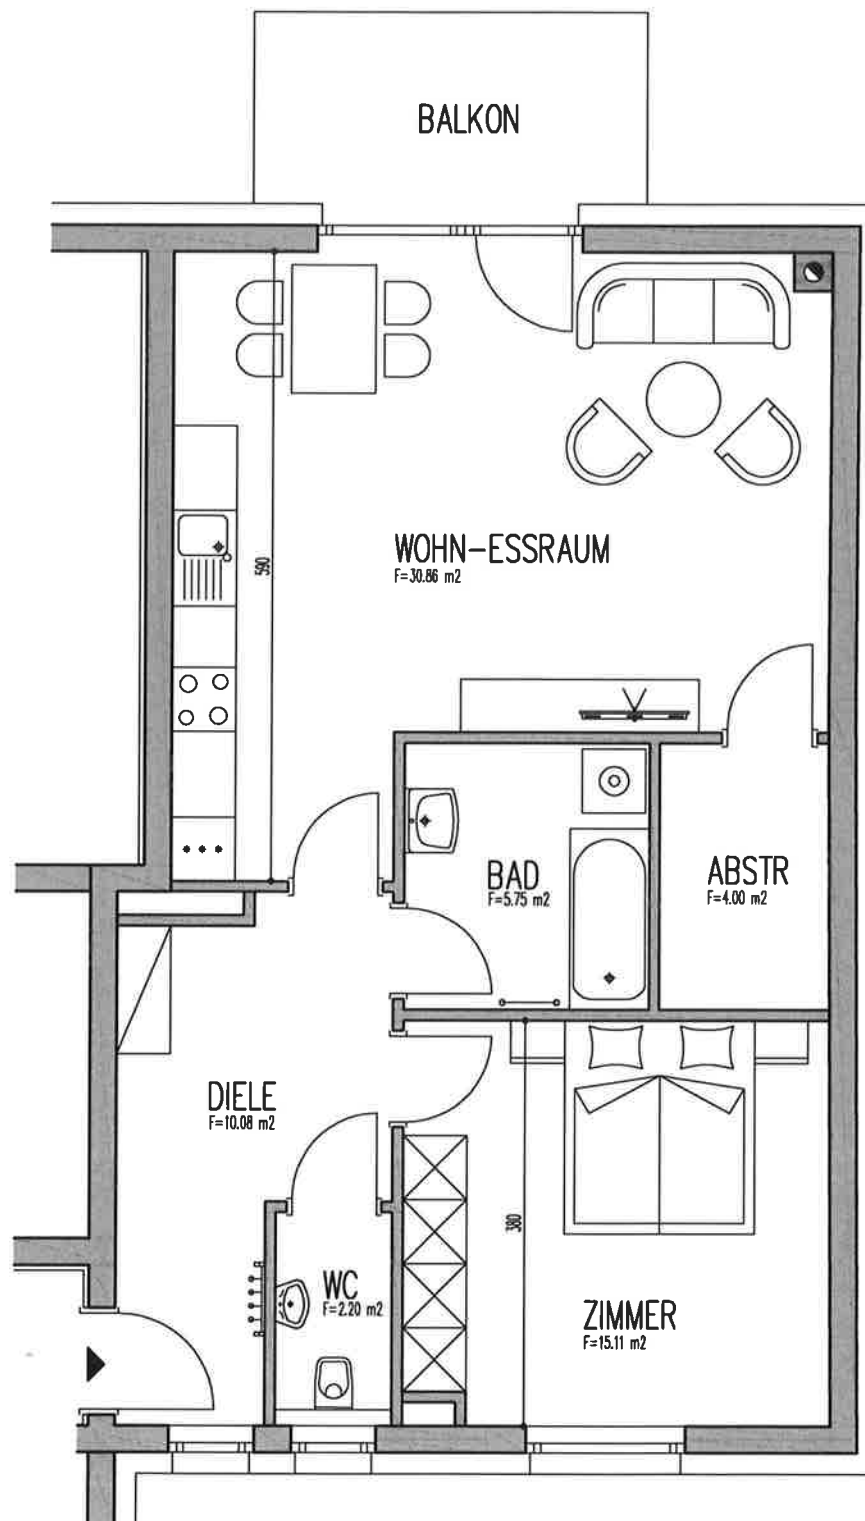 BALKON
WOHN-ESSRAUM
F=30.86 m2
590
BAD
F=5.75 m2
ABSTR
F=4.00 m2
DIELE
F=10.08 m2
380
WC
F=2.20 m2
ZIMMER
F=15.11 m2